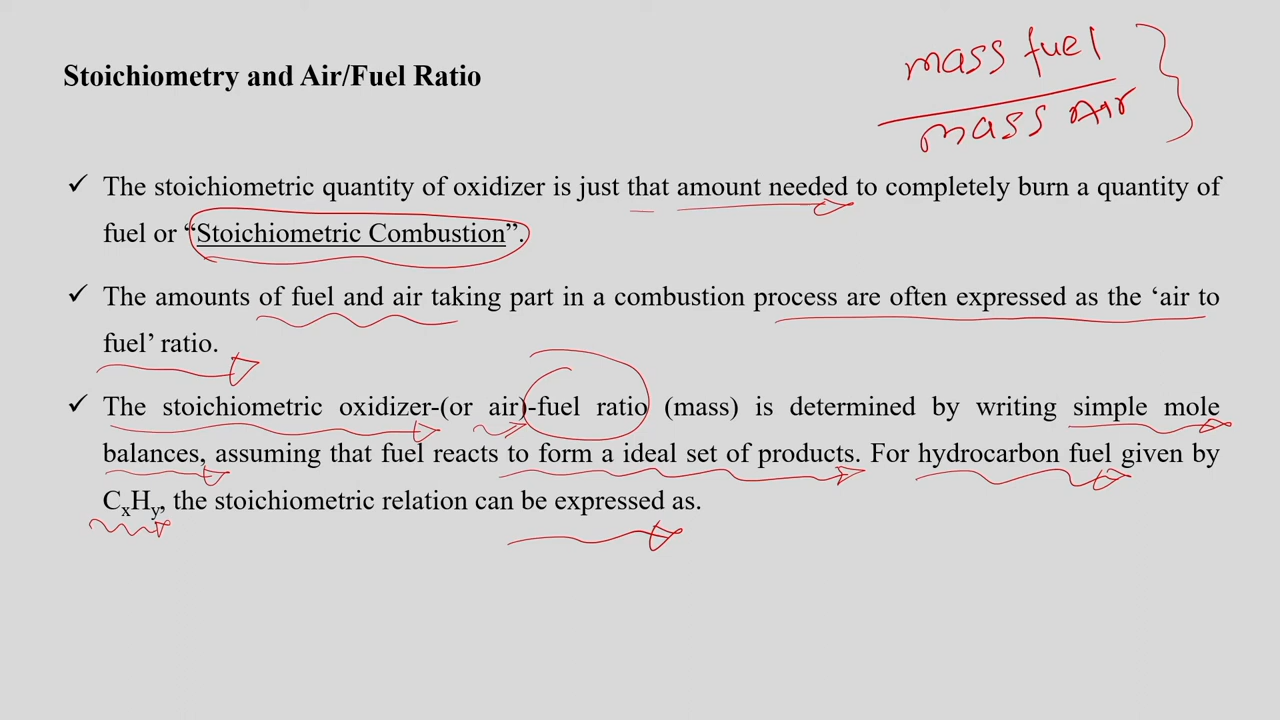 mass fuel
mass Air
Stoichiometry and Air/Fuel Ratio
✓ The stoichiometric quantity of oxidizer is just that amount needed to completely burn a quantity of
fuel or “Stoichiometric Combustion”.
✓ The amounts of fuel and air taking part in a combustion process are often expressed as the ‘air to
fuel’ ratio.
✓ The stoichiometric oxidizer-(or air)-fuel ratio (mass) is determined by writing simple mole
balances, assuming that fuel reacts to form a ideal set of products. For hydrocarbon fuel given by
CxHy, the stoichiometric relation can be expressed as.